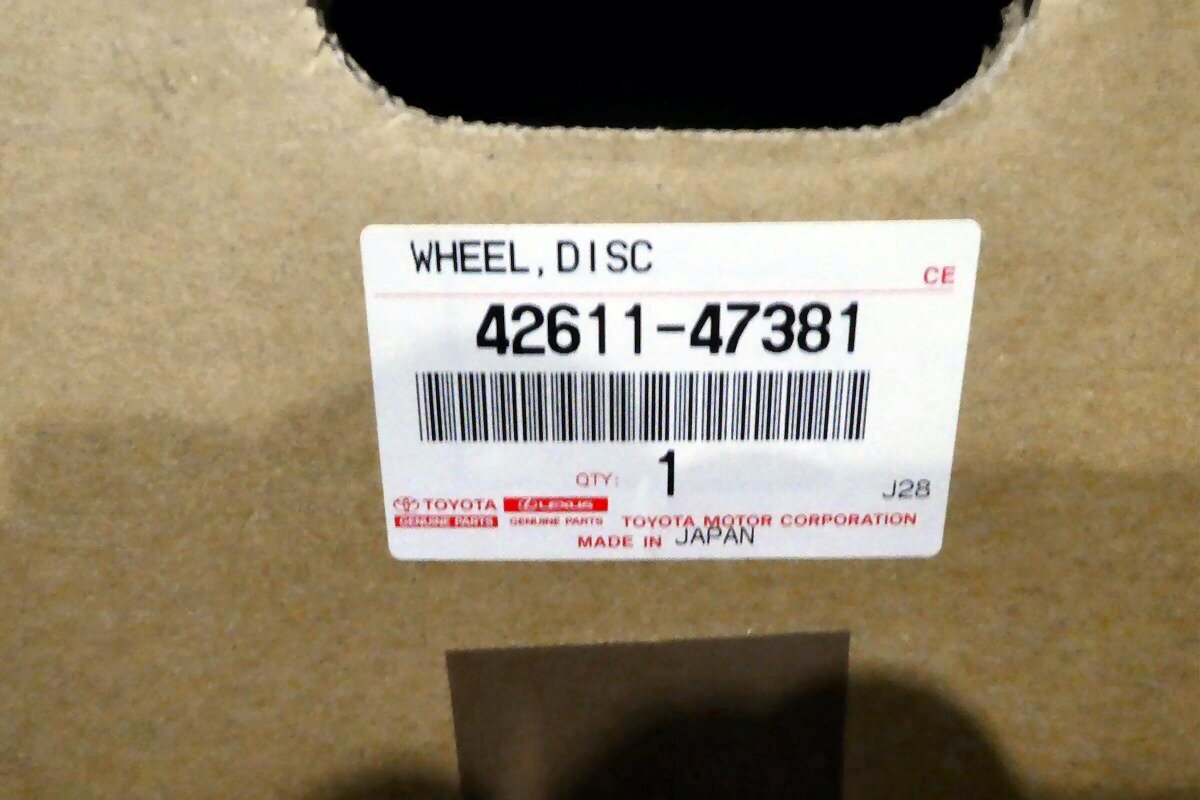 WHEEL, DISC
CE
42611-47381
QTY: 1
J28
TOYOTA LEXUS
GENUINE PARTS GENUINE PARTS TOYOTA MOTOR CORPORATION
MADE IN JAPAN